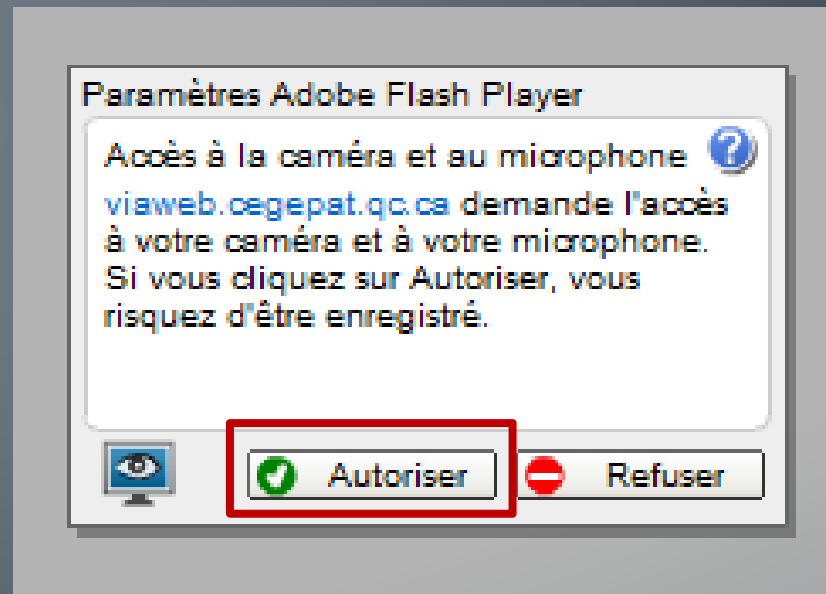 Paramètres Adobe Flash Player
Accès à la caméra et au microphone
viaweb.cegepat.qc.ca demande l'accès
à votre caméra et à votre microphone.
Si vous cliquez sur Autoriser, vous
risquez d'être enregistré.
Autoriser
Refuser